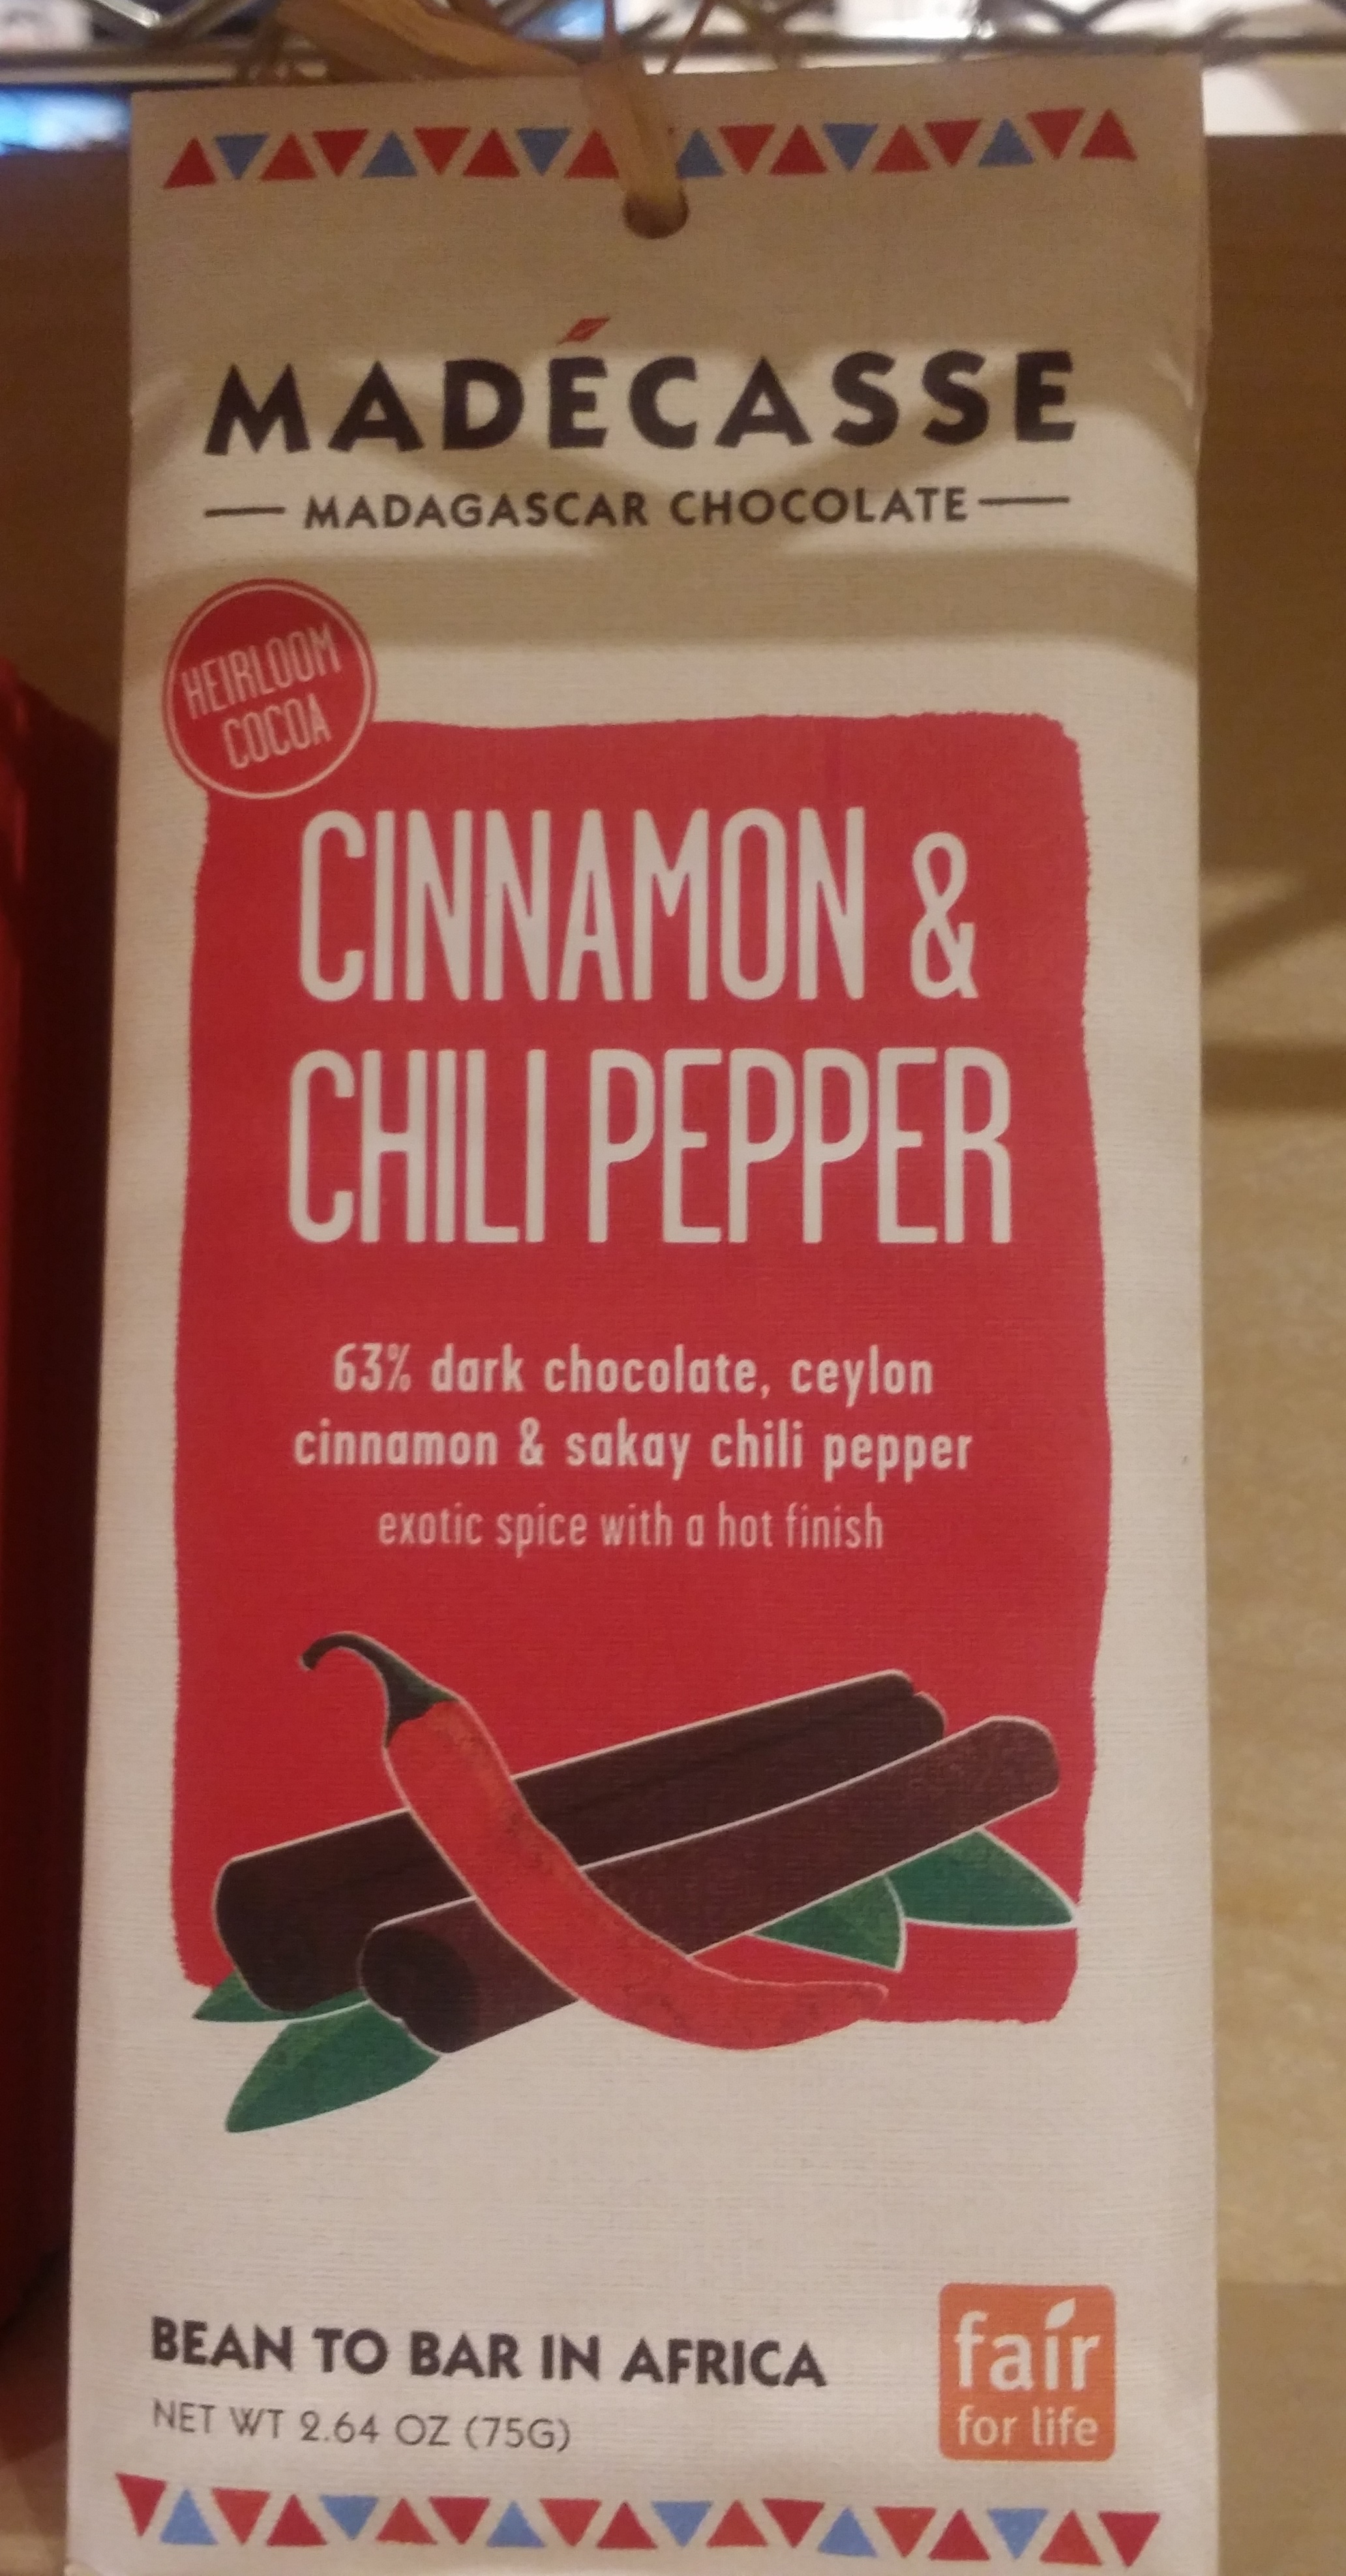 MADÉCASSE
MADAGASCAR CHOCOLATE
HEIRLOOM
COCOA
CINNAMON &
CHILI PEPPER
63% dark chocolate, ceylon
cinnamon & sakay chili pepper
exotic spice with a hot finish
BEAN TO BAR IN AFRICA
NET WT 2.64 OZ (75G)
fair
for life